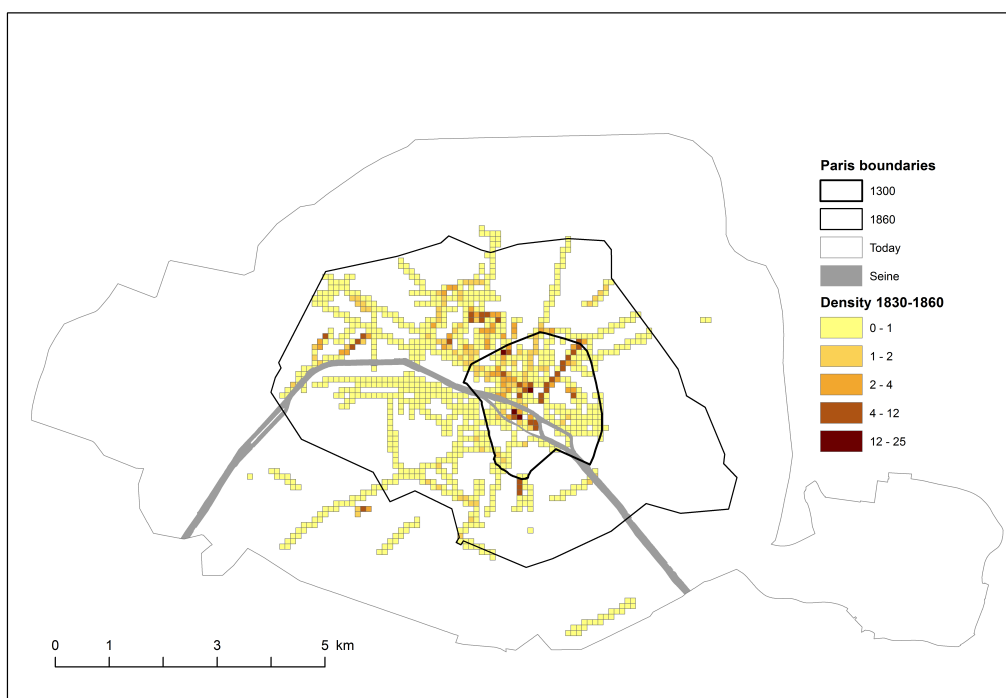 Paris boundaries
1300
1860
Today
Seine
Density 1830-1860
0 - 1
1 - 2
2 - 4
4 - 12
12 - 25
0 1 3 5 km